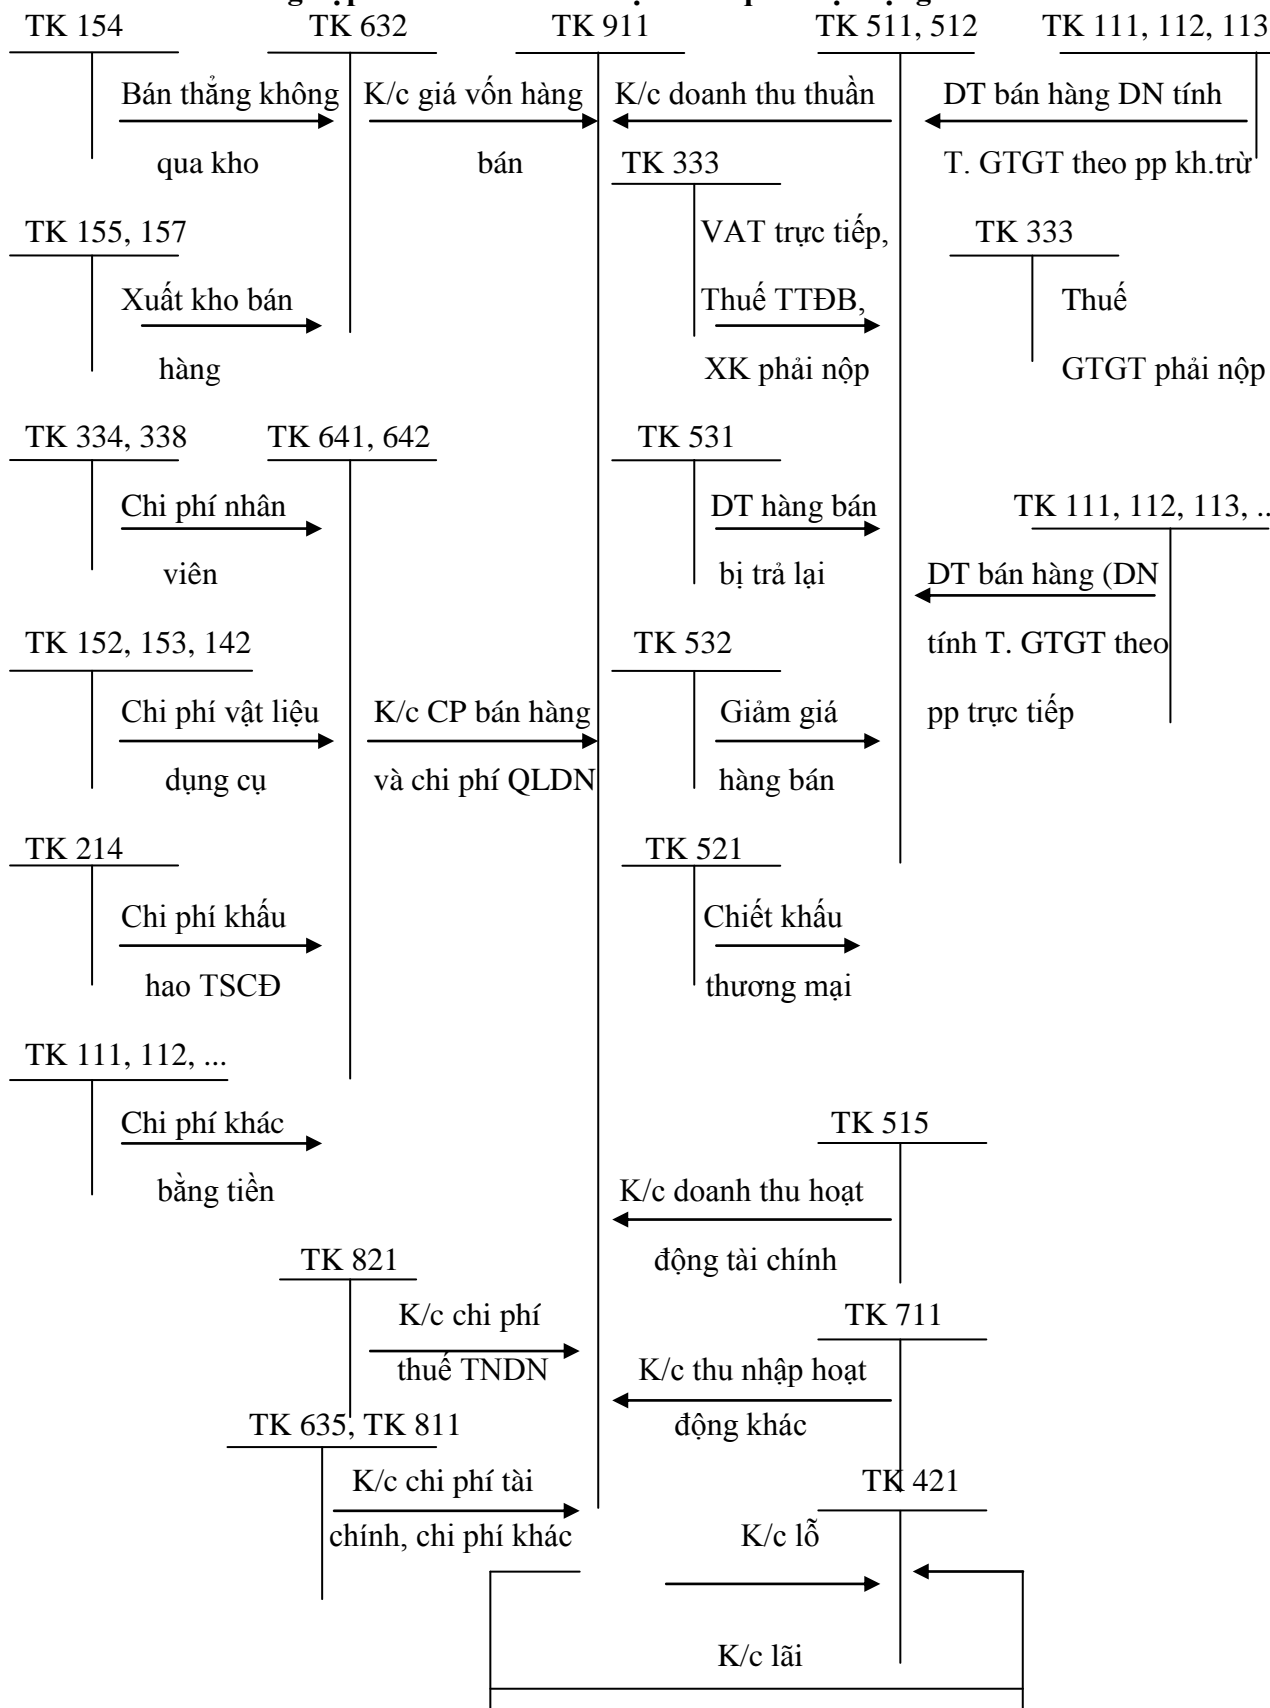 TK 154
TK 632
TK 911
TK 511, 512
TK 111, 112, 113
Bán thẳng không
K/c giá vốn hàng
K/c doanh thu thuần
DT bán hàng DN tính
qua kho
bán
TK 333
T. GTGT theo pp kh.trừ
TK 155, 157
VAT trực tiếp,
TK 333
Xuất kho bán
Thuế TTĐB,
Thuế
hàng
XK phải nộp
GTGT phải nộp
TK 334, 338
TK 641, 642
TK 531
Chi phí nhân
DT hàng bán
TK 111, 112, 113, ..
viên
bị trả lại
DT bán hàng (DN
TK 152, 153, 142
TK 532
tính T. GTGT theo
Chi phí vật liệu
K/c CP bán hàng
Giảm giá
pp trực tiếp
dụng cụ
và chi phí QLDN
hàng bán
TK 214
TK 521
Chi phí khấu
Chiết khấu
hao TSCĐ
thương mại
TK 111, 112, ...
Chi phí khác
TK 515
bằng tiền
K/c doanh thu hoạt
động tài chính
TK 821
K/c chi phí
TK 711
thuế TNDN
K/c thu nhập hoạt
TK 635, TK 811
động khác
K/c chi phí tài
TK 421
chính, chi phí khác
K/c lỗ
K/c lãi